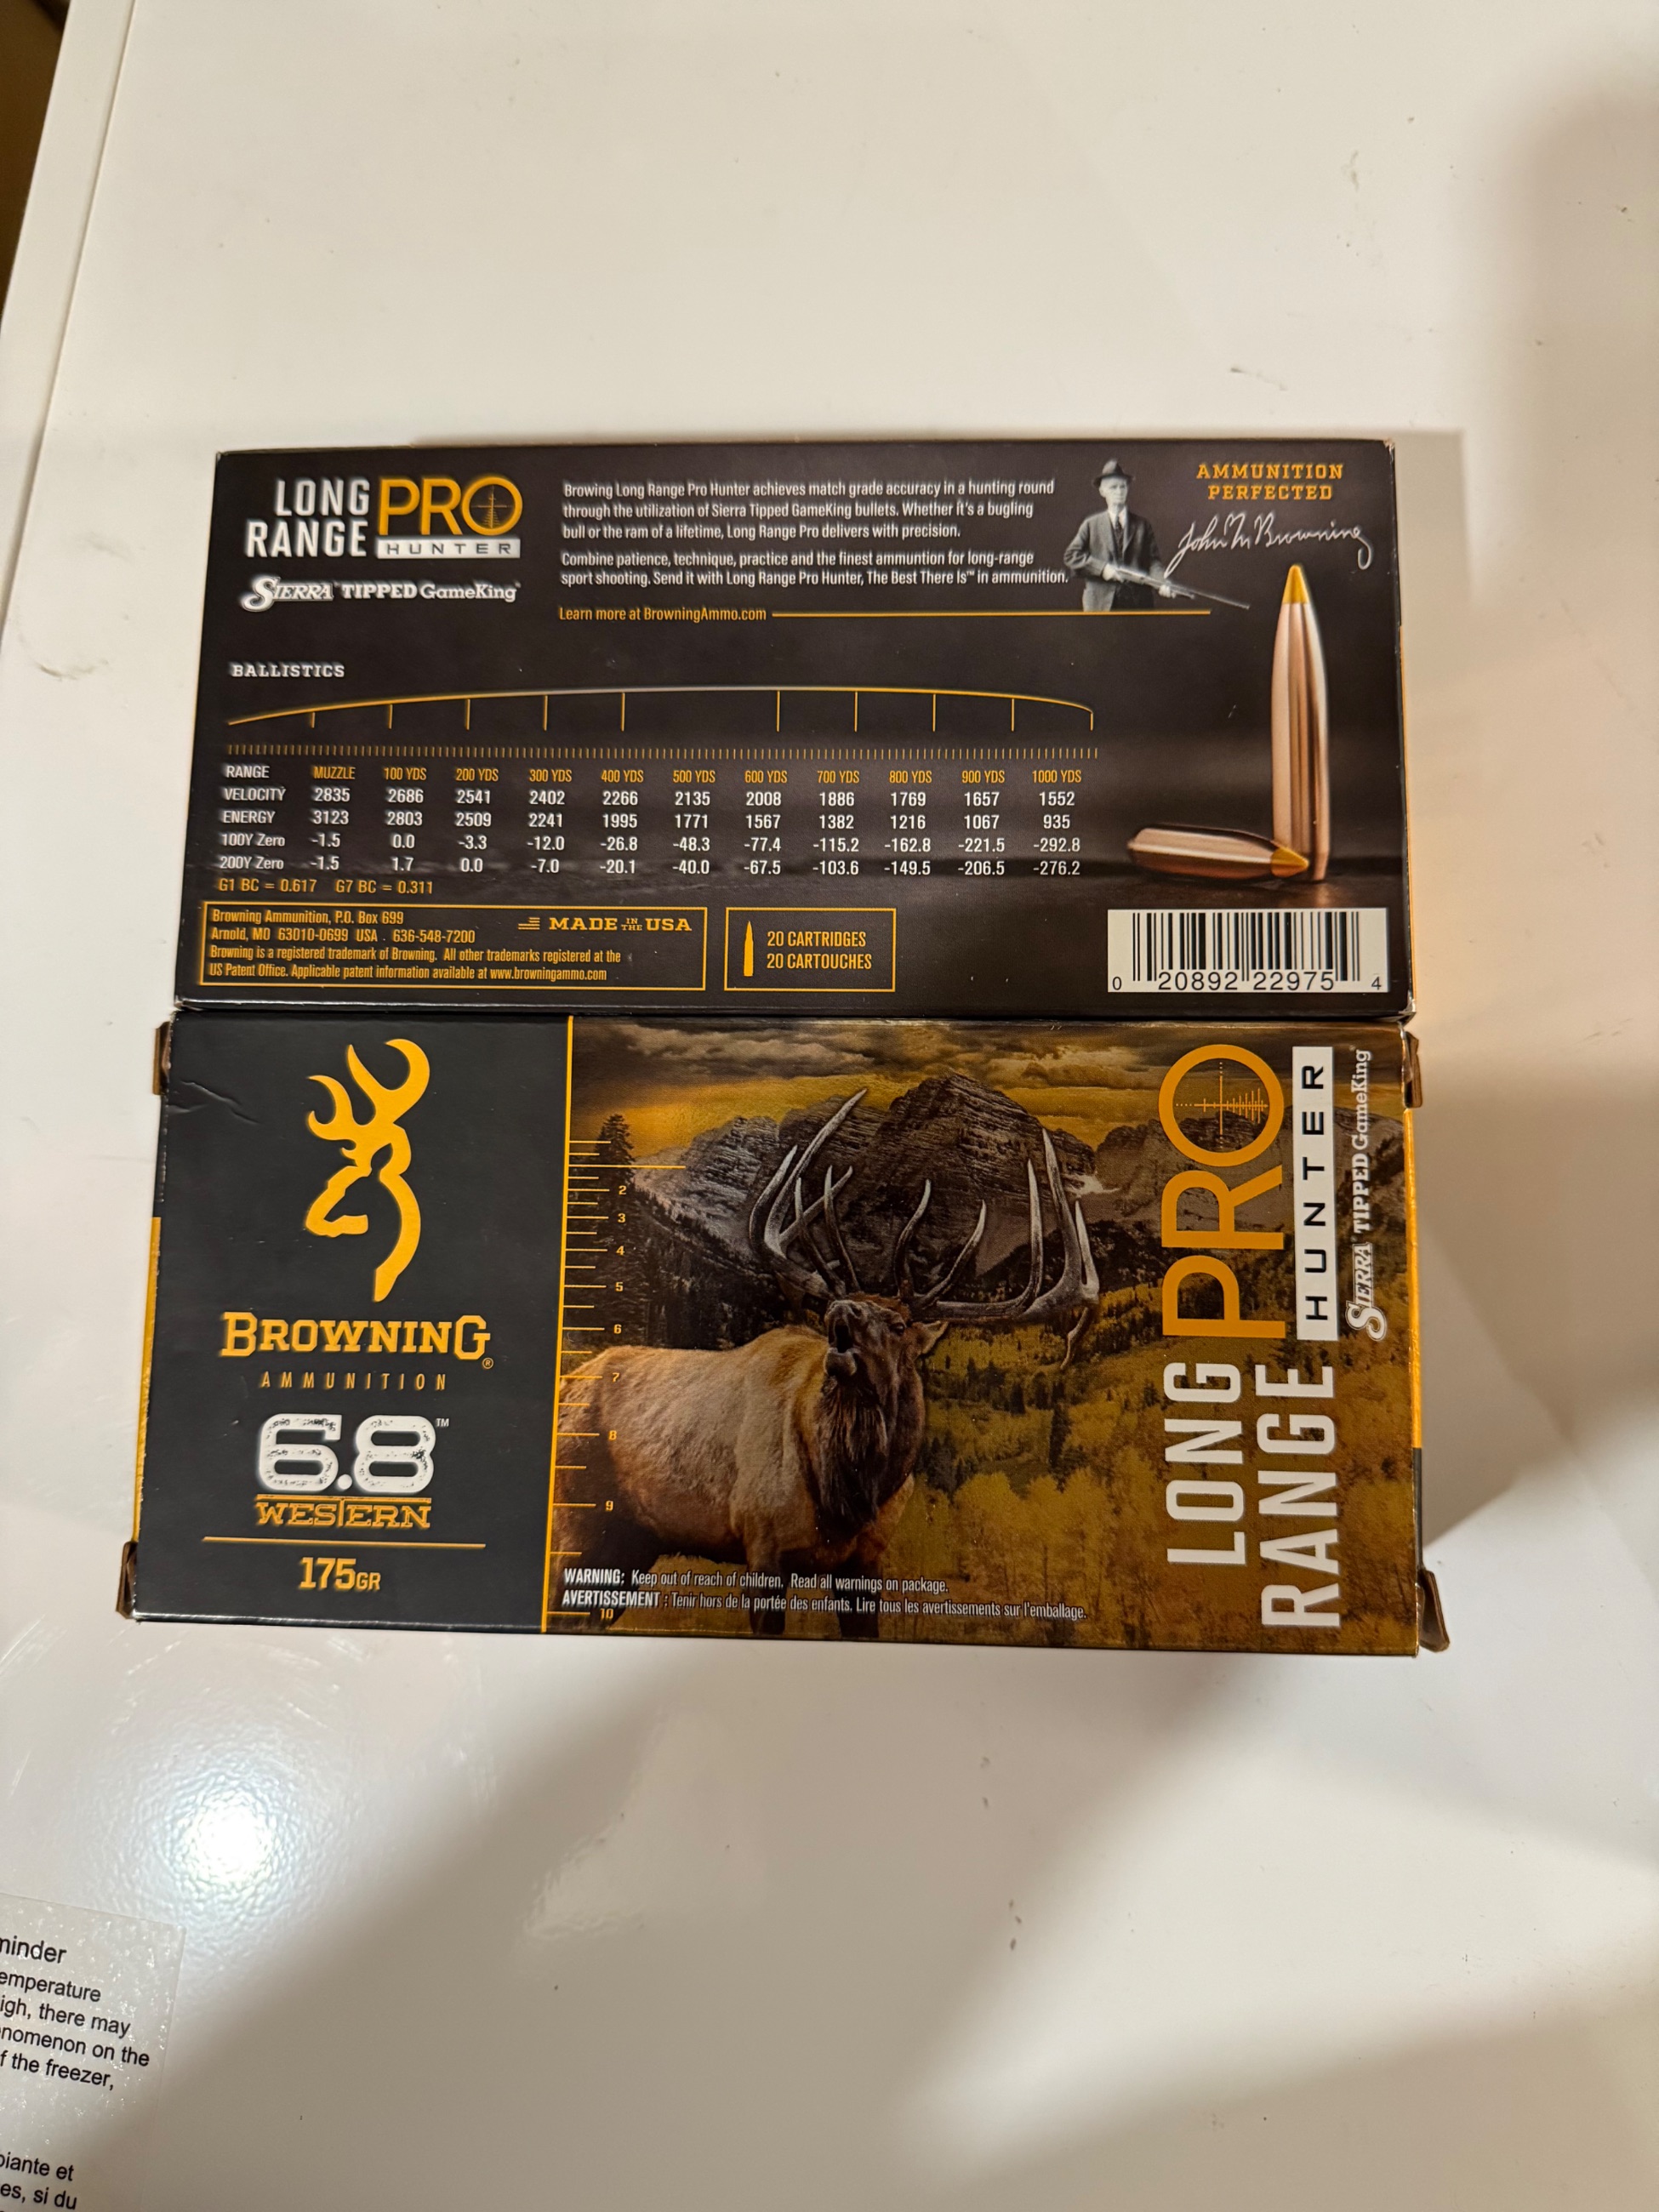 LONG
RANGE
PRO
HUNTER
SIERRA TIPPED GameKing
Browing Long Range Pro Hunter achieves match grade accuracy in a hunting round
through the utilization of Sierra Tipped GameKing bullets. Whether it's a bugling
bull or the ram of a lifetime, Long Range Pro delivers with precision.
Combine patience, technique, practice and the finest ammuntion for long-range
sport shooting. Send it with Long Range Pro Hunter, The Best There Is™ in ammunition.
Learn more at BrowningAmmo.com
AMMUNITION
PERFECTED
John M Browning
BALLISTICS
RANGE MUZZLE 100 YDS 200 YDS 300 YDS 400 YDS 500 YDS 600 YDS 700 YDS 800 YDS 900 YDS 1000 YDS
VELOCITY 2835 2686 2541 2402 2266 2135 2008 1886 1769 1657 1552
ENERGY 3123 2803 2509 2241 1995 1771 1567 1382 1216 1067 935
100Y Zero -1.5 0.0 -3.3 -12.0 -26.8 -48.3 -77.4 -115.2 -162.8 -221.5 -292.8
200Y Zero -1.5 1.7 0.0 -7.0 -20.1 -40.0 -67.5 -103.6 -149.5 -206.5 -276.2
G1 BC = 0.617 G7 BC = 0.311
Browning Ammunition, P.O. Box 699
Arnold, MO 63010-0699 USA . 636-548-7200
Browning is a registered trademark of Browning. All other trademarks registered at the
US Patent Office. Applicable patent information available at www.browningammo.com
MADE IN THE USA
20 CARTRIDGES
20 CARTOUCHES
0 20892 22975 4
BROWNING®
AMMUNITION
6.8™
WESTERN
175GR
2
3
4
5
6
7
8
9
10
WARNING: Keep out of reach of children. Read all warnings on package.
AVERTISSEMENT : Tenir hors de la portée des enfants. Lire tous les avertissements sur l'emballage.
LONG
RANGE
PRO
HUNTER
SIERRA TIPPED GameKing
minder
emperature
igh, there may
nomenon on the
f the freezer,
biante et
es, si du